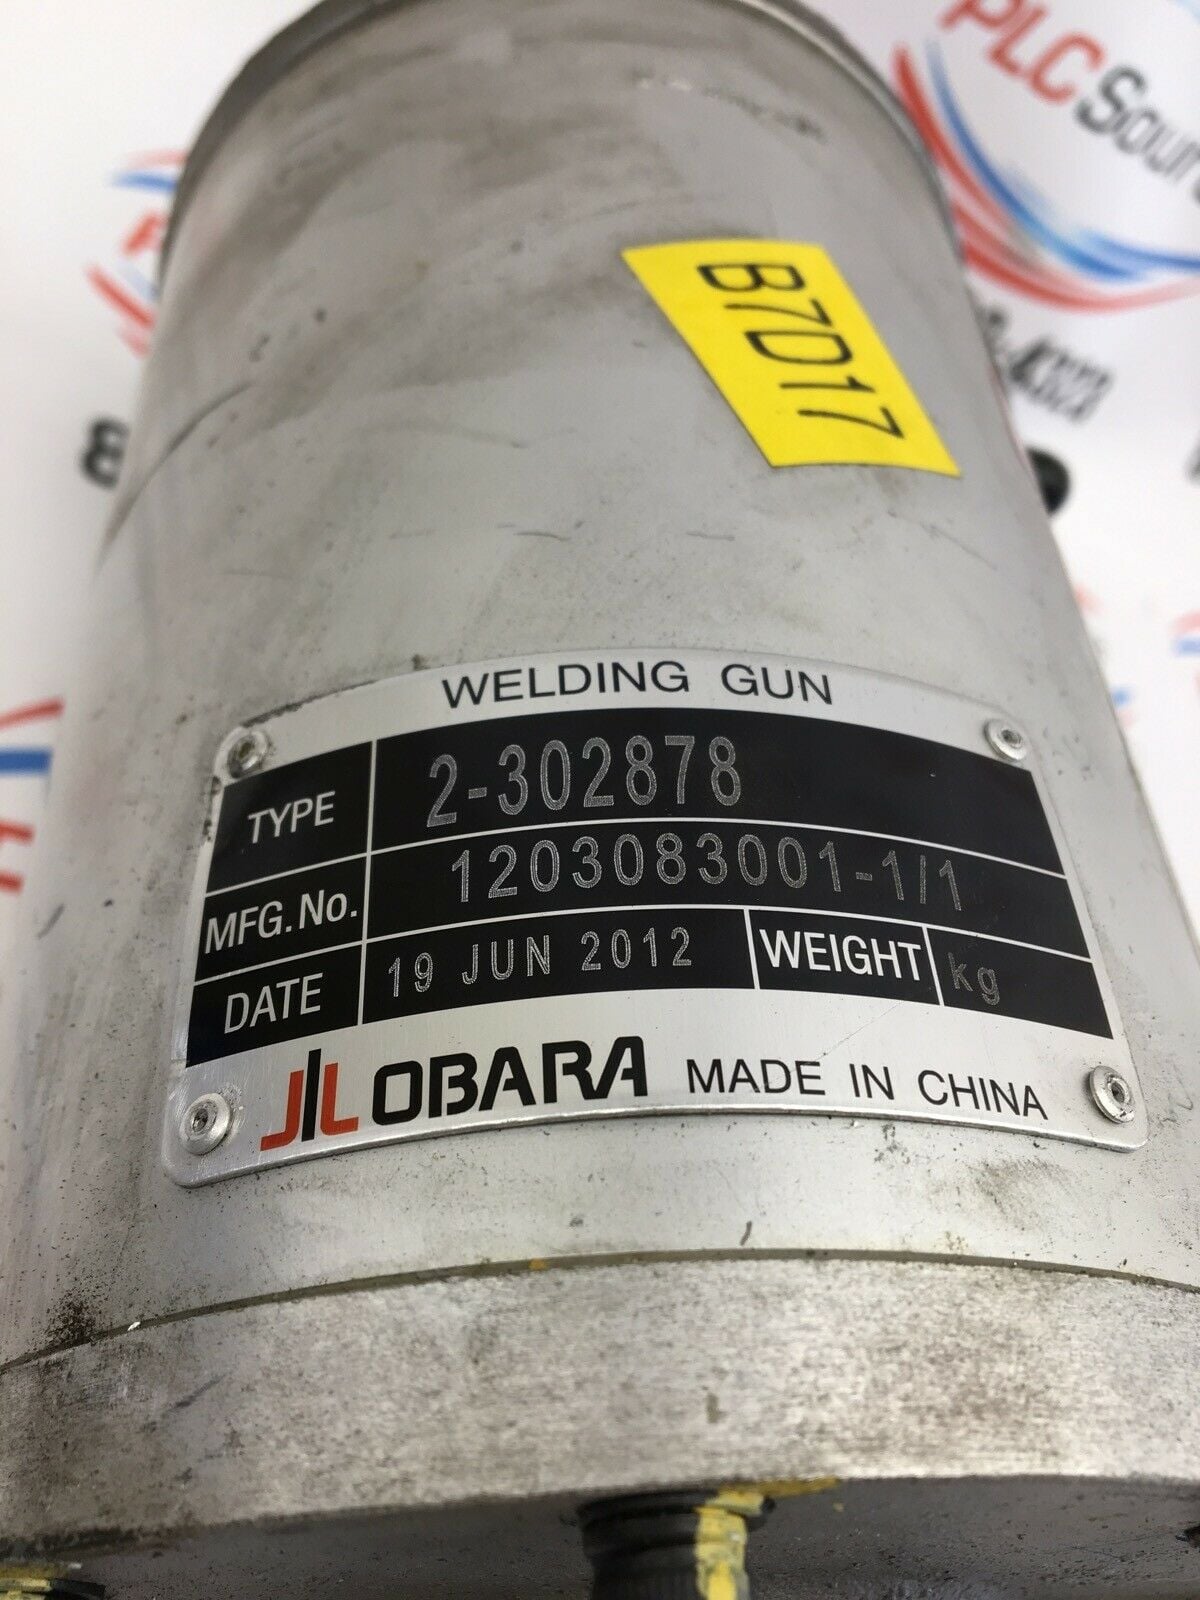 PLC Sour
B7D17
WELDING GUN
TYPE 2-302878
MFG. No. 1203083001-1/1
DATE 19 JUN 2012 WEIGHT kg
OBARA MADE IN CHINA